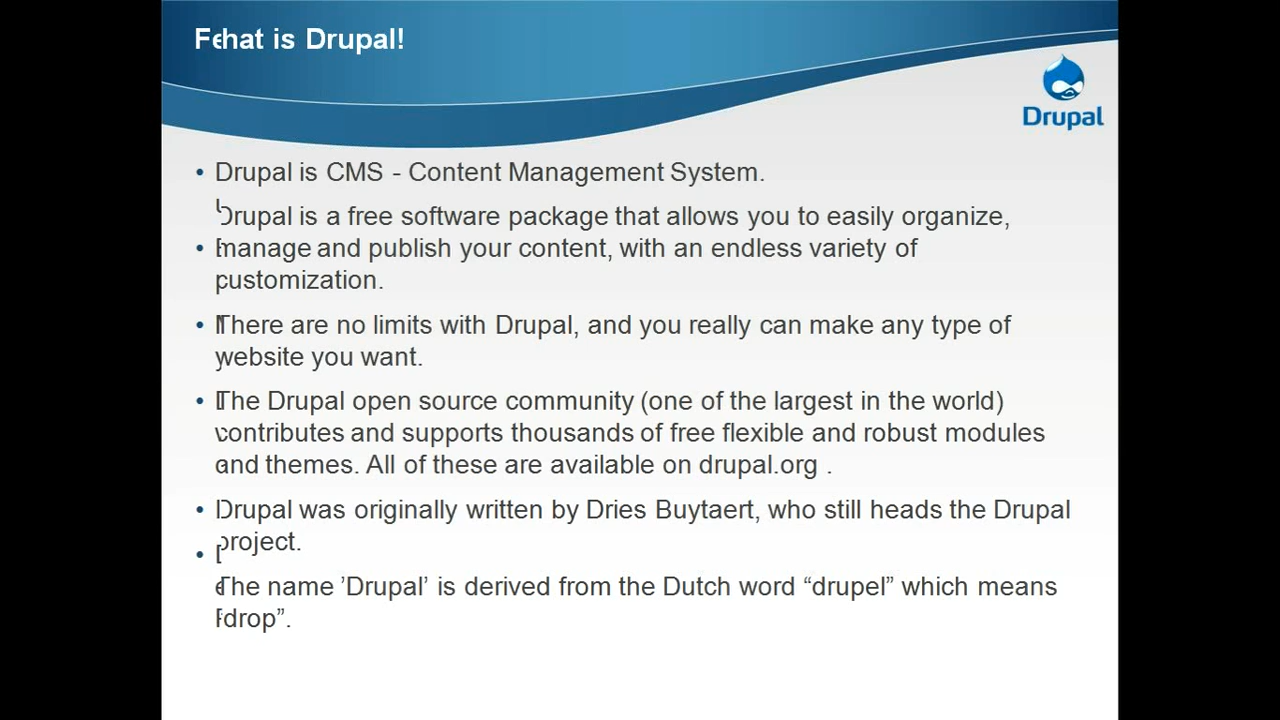 hat is Drupal!
Drupal
• Drupal is CMS - Content Management System.
Drupal is a free software package that allows you to easily organize,
• manage and publish your content, with an endless variety of
customization.
• There are no limits with Drupal, and you really can make any type of
website you want.
• The Drupal open source community (one of the largest in the world)
contributes and supports thousands of free flexible and robust modules
and themes. All of these are available on drupal.org .
• Drupal was originally written by Dries Buytaert, who still heads the Drupal
project.
•
The name ’Drupal’ is derived from the Dutch word “drupel” which means
drop”.